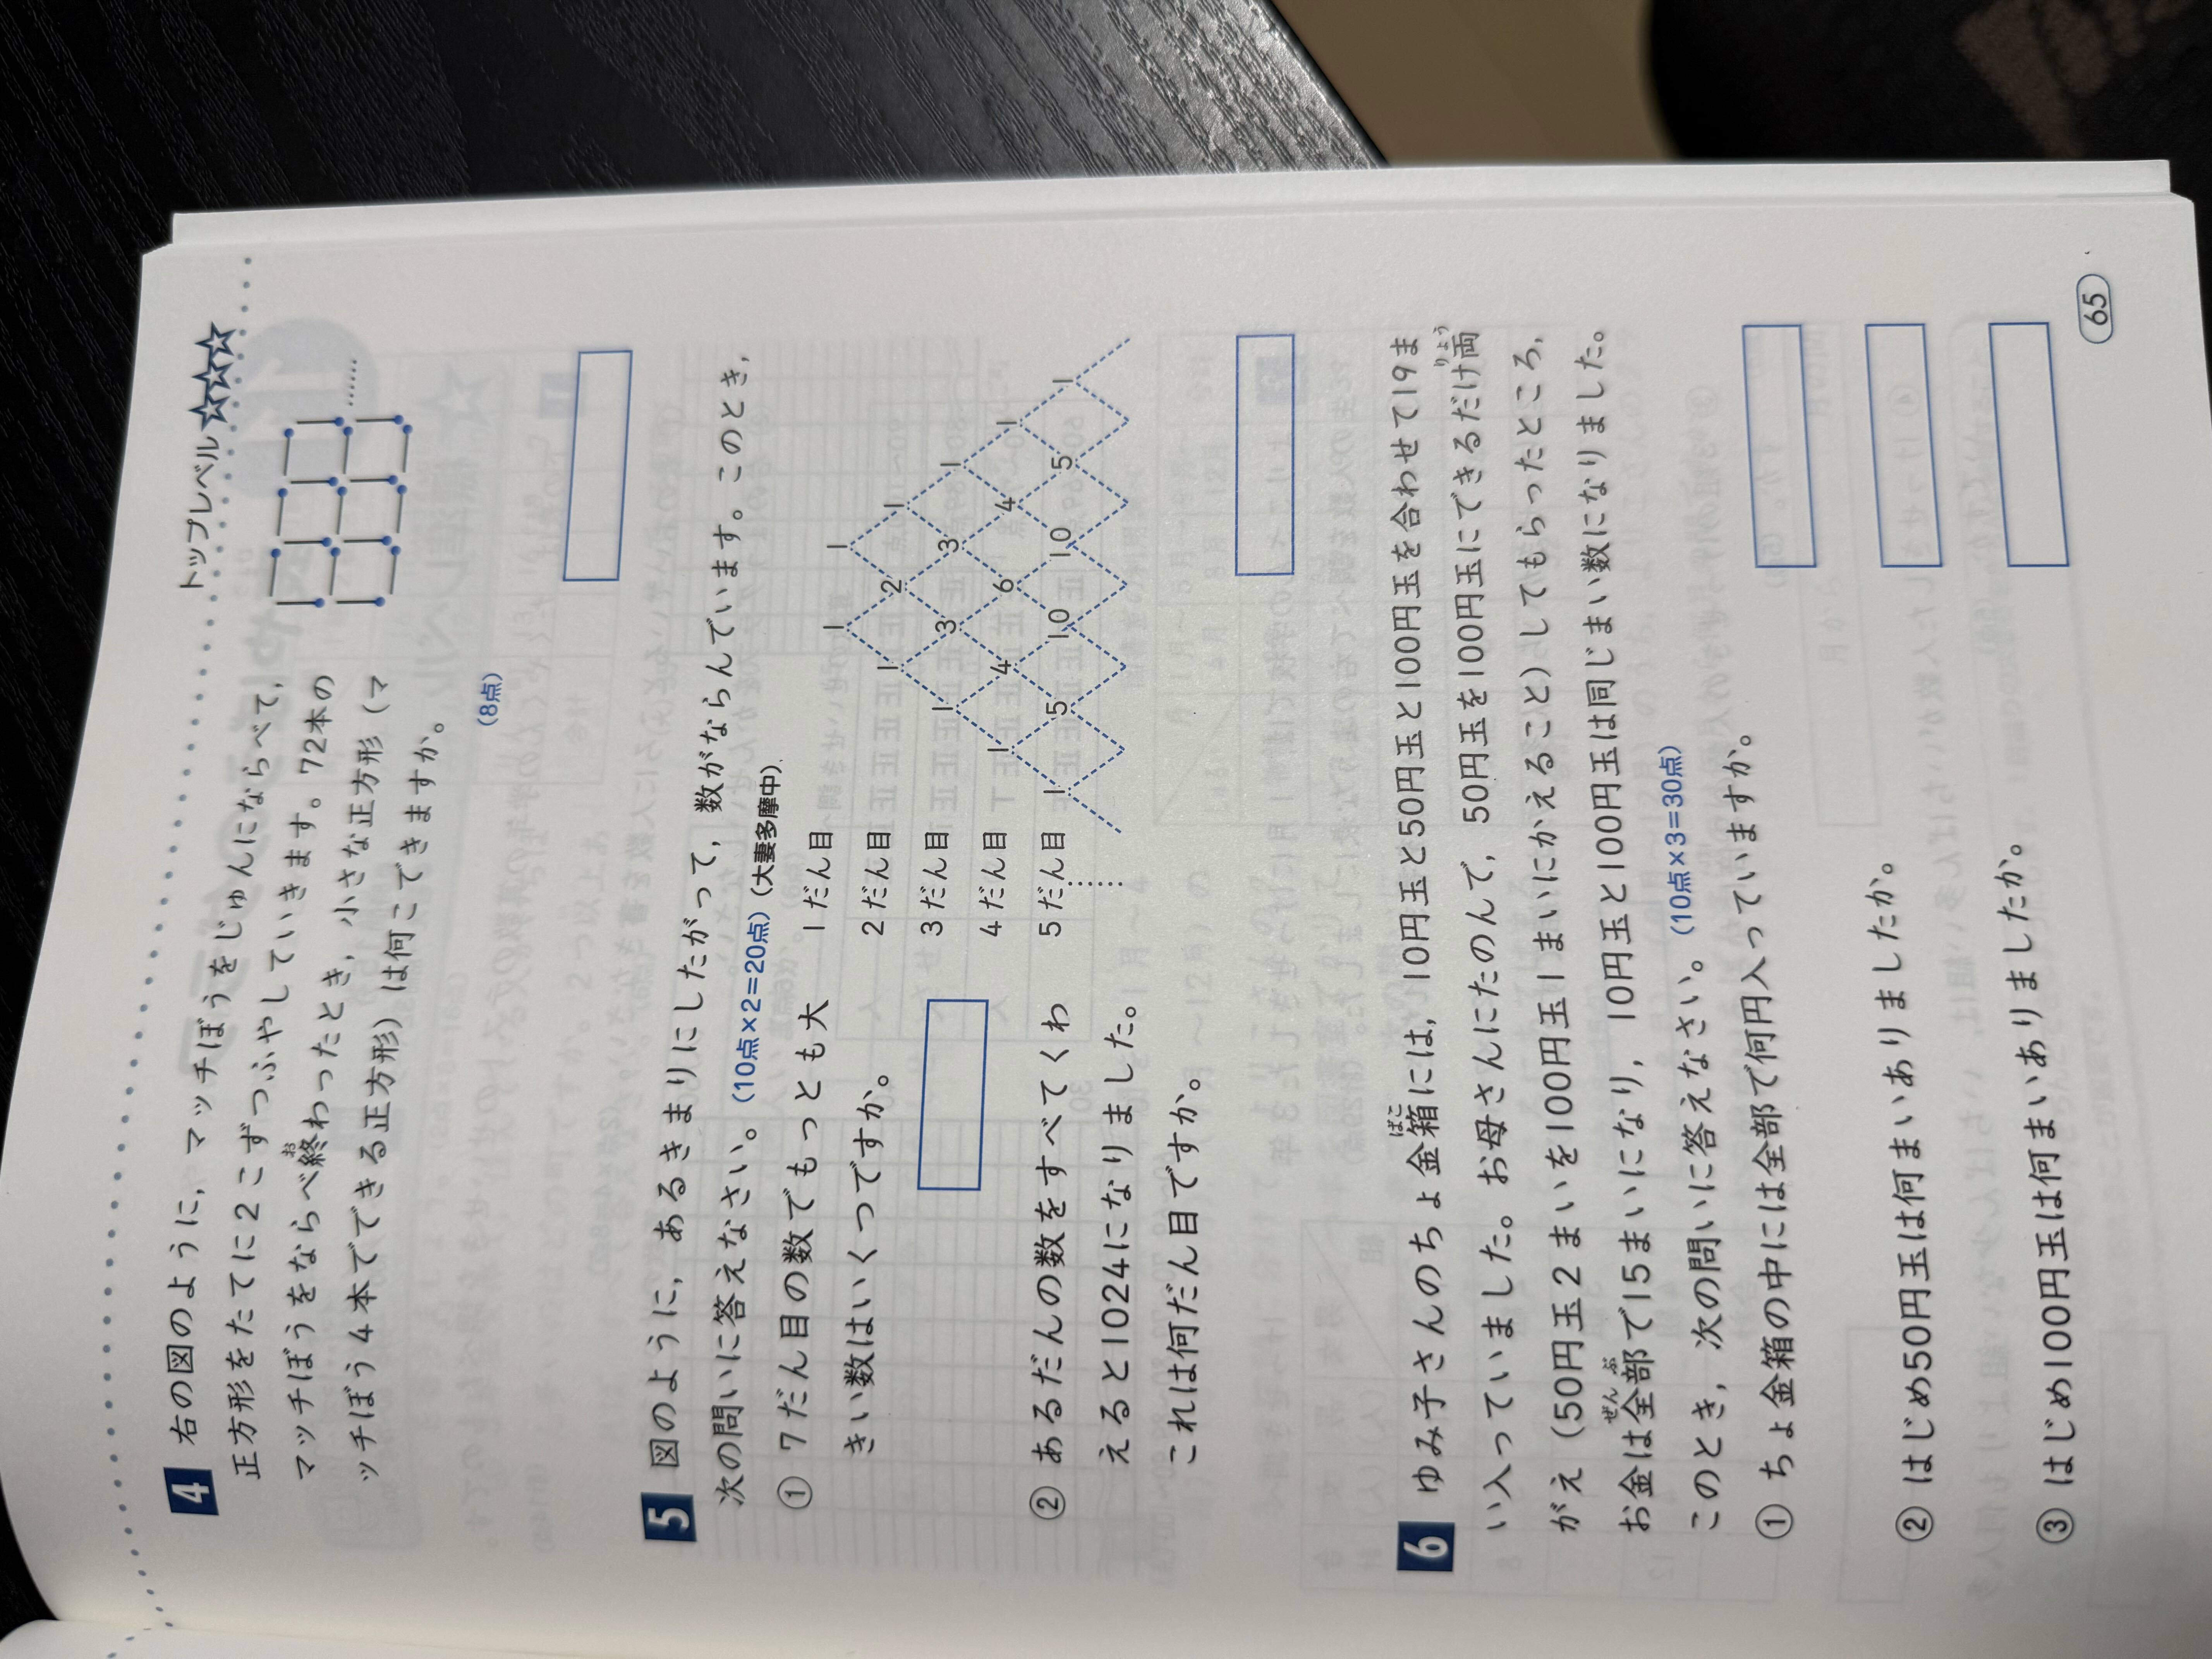 トップレベル
4 右の図のように，マッチぼうをじゅんにならべて，
正方形をたてに2こずつふやしていきます。72本の
マッチぼうをならべ終わったとき，小さな正方形（マ
ッチぼう4本でできる正方形）は何こできますか。
（8点）
……
5 図のように，あるきまりにしたがって，数がならんでいます。このとき，
次の問いに答えなさい。（10点×2＝20点）（大妻多摩中）
① 7だん目の数でもっとも大
きい数はいくつですか。
1だん目 1 1
2だん目 1 2 1
3だん目 1 3 3 1
4だん目 1 4 6 4 1
5だん目 1 5 10 10 5 1
② あるだんの数をすべてくわ
えると1024になりました。
これは何だん目ですか。
6 ゆみ子さんのちょ金箱には，10円玉と50円玉と100円玉を合わせて19ま
い入っていました。お母さんにたのんで，50円玉を100円玉にできるだけ両
がえ（50円玉2まいを100円玉1まいにかえること）してもらったところ，
お金は全部で15まいになり，10円玉と100円玉は同じまい数になりました。
このとき，次の問いに答えなさい。（10点×3＝30点）
① ちょ金箱の中には全部で何円入っていますか。
② はじめ50円玉は何まいありましたか。
③ はじめ100円玉は何まいありましたか。
65